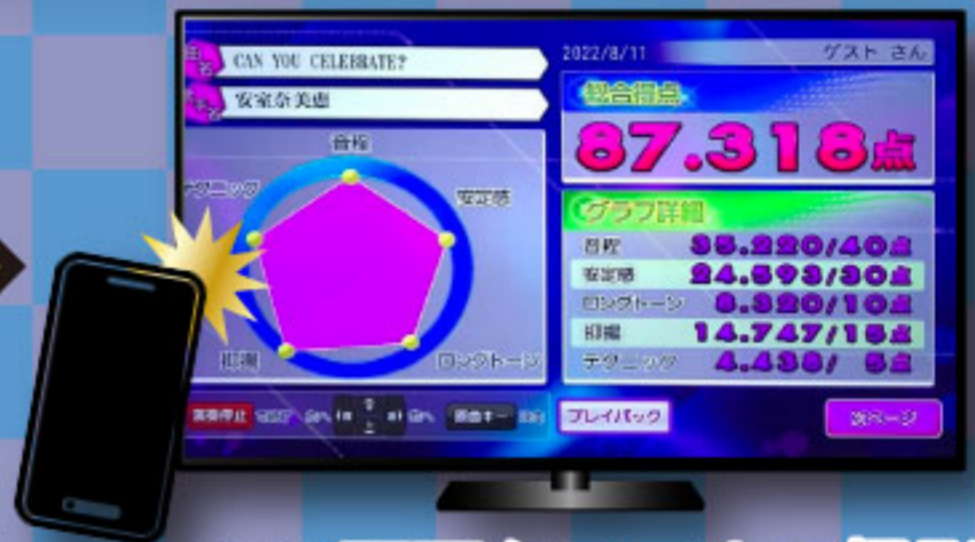 CAN YOU CELEBRATE?
安室奈美恵
2022/8/11 ゲスト さん
総合得点
87.318点
音程
テクニック
安定感
抑揚
ロングトーン
グラフ詳細
音程 35.220/40点
安定感 24.593/30点
ロングトーン 8.320/10点
抑揚 14.747/15点
テクニック 4.438/ 5点
演奏停止
原曲キー
プレイバック
次ページ